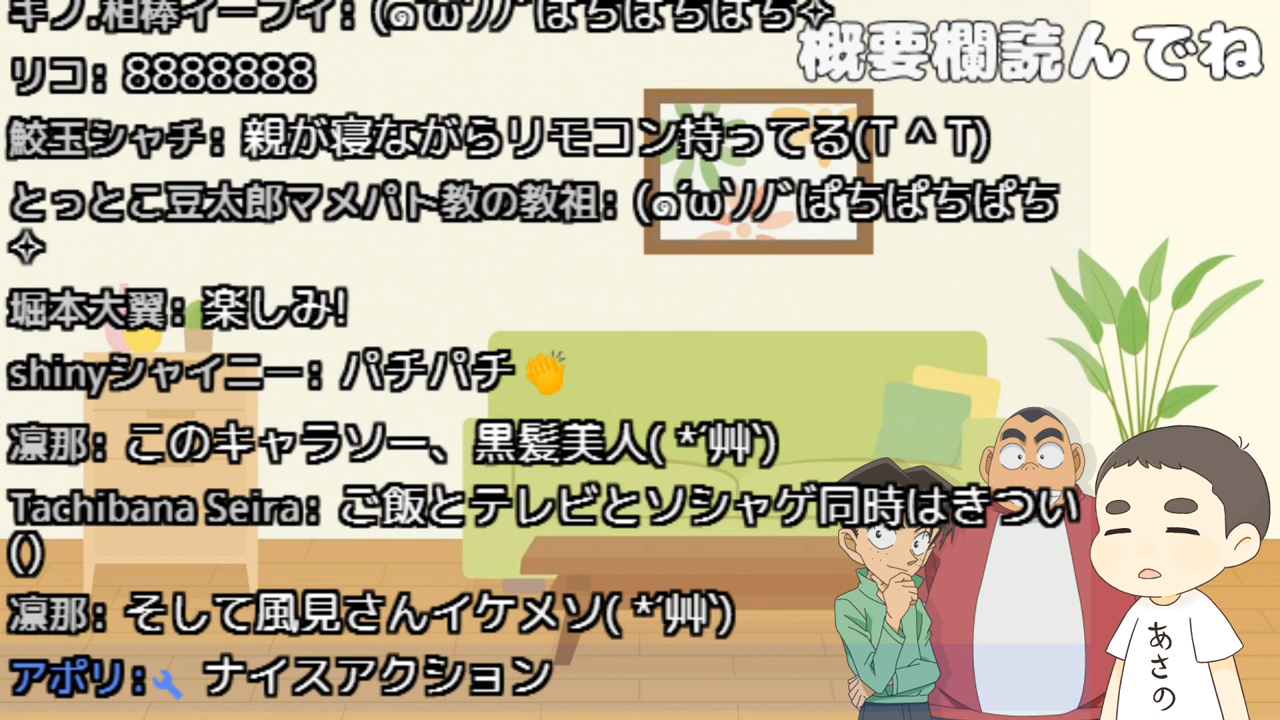 キノ.相棒イーブイ: (๑´ω`ﾉﾉﾞぱちぱちぱち✧
概要欄読んでね
リコ: 8888888
鮫玉シャチ: 親が寝ながらリモコン持ってる(T＾T)
とっとこ豆太郎マメパト教の教祖: (๑´ω`ﾉﾉﾞぱちぱちぱち
✧
堀本大翼: 楽しみ!
shinyシャイニー: パチパチ👏
凛那: このキャラソー、黒髪美人( *´艸`)
Tachibana Seira: ご飯とテレビとソシャゲ同時はきつい
()
凛那: そして風見さんイケメソ( *´艸`)
アポリ:🔧 ナイスアクション
あさの